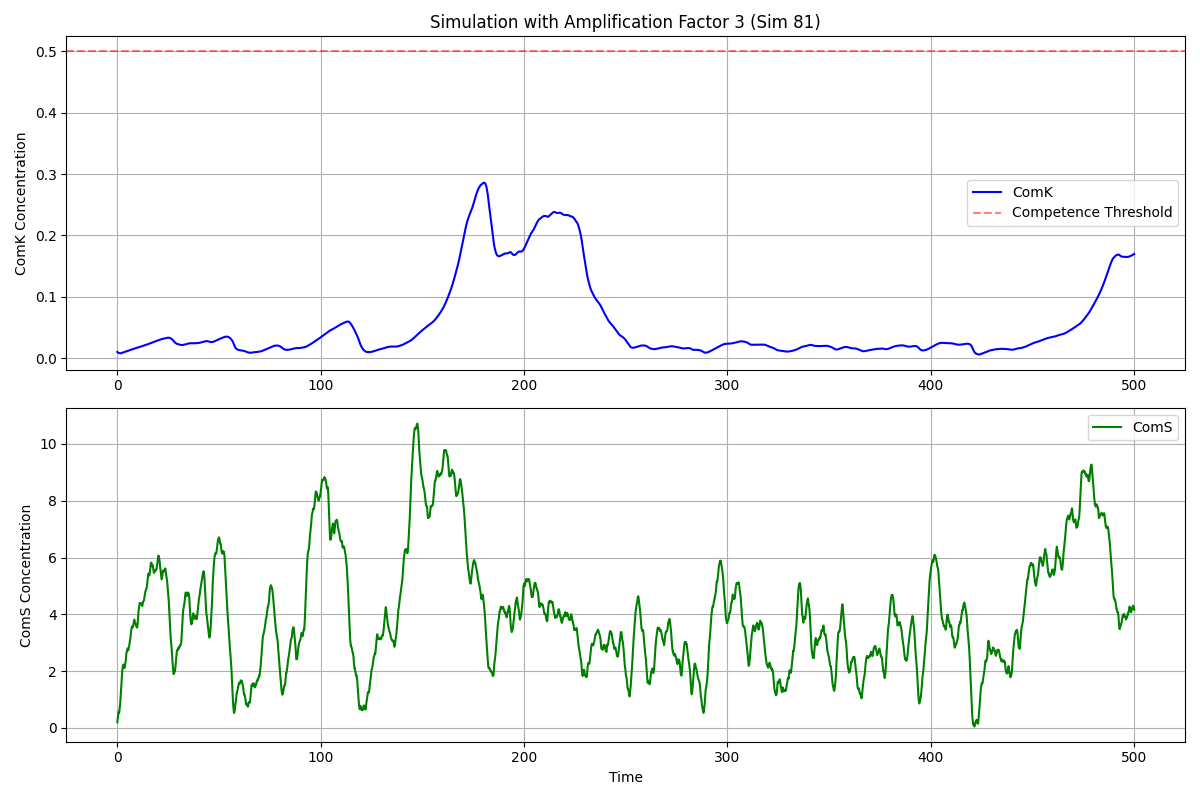 Simulation with Amplification Factor 3 (Sim 81)
ComK Concentration
0.5
0.4
0.3
0.2
0.1
0.0
ComK
Competence Threshold
0 100 200 300 400 500
ComS Concentration
10
8
6
4
2
0
ComS
0 100 200 300 400 500
Time